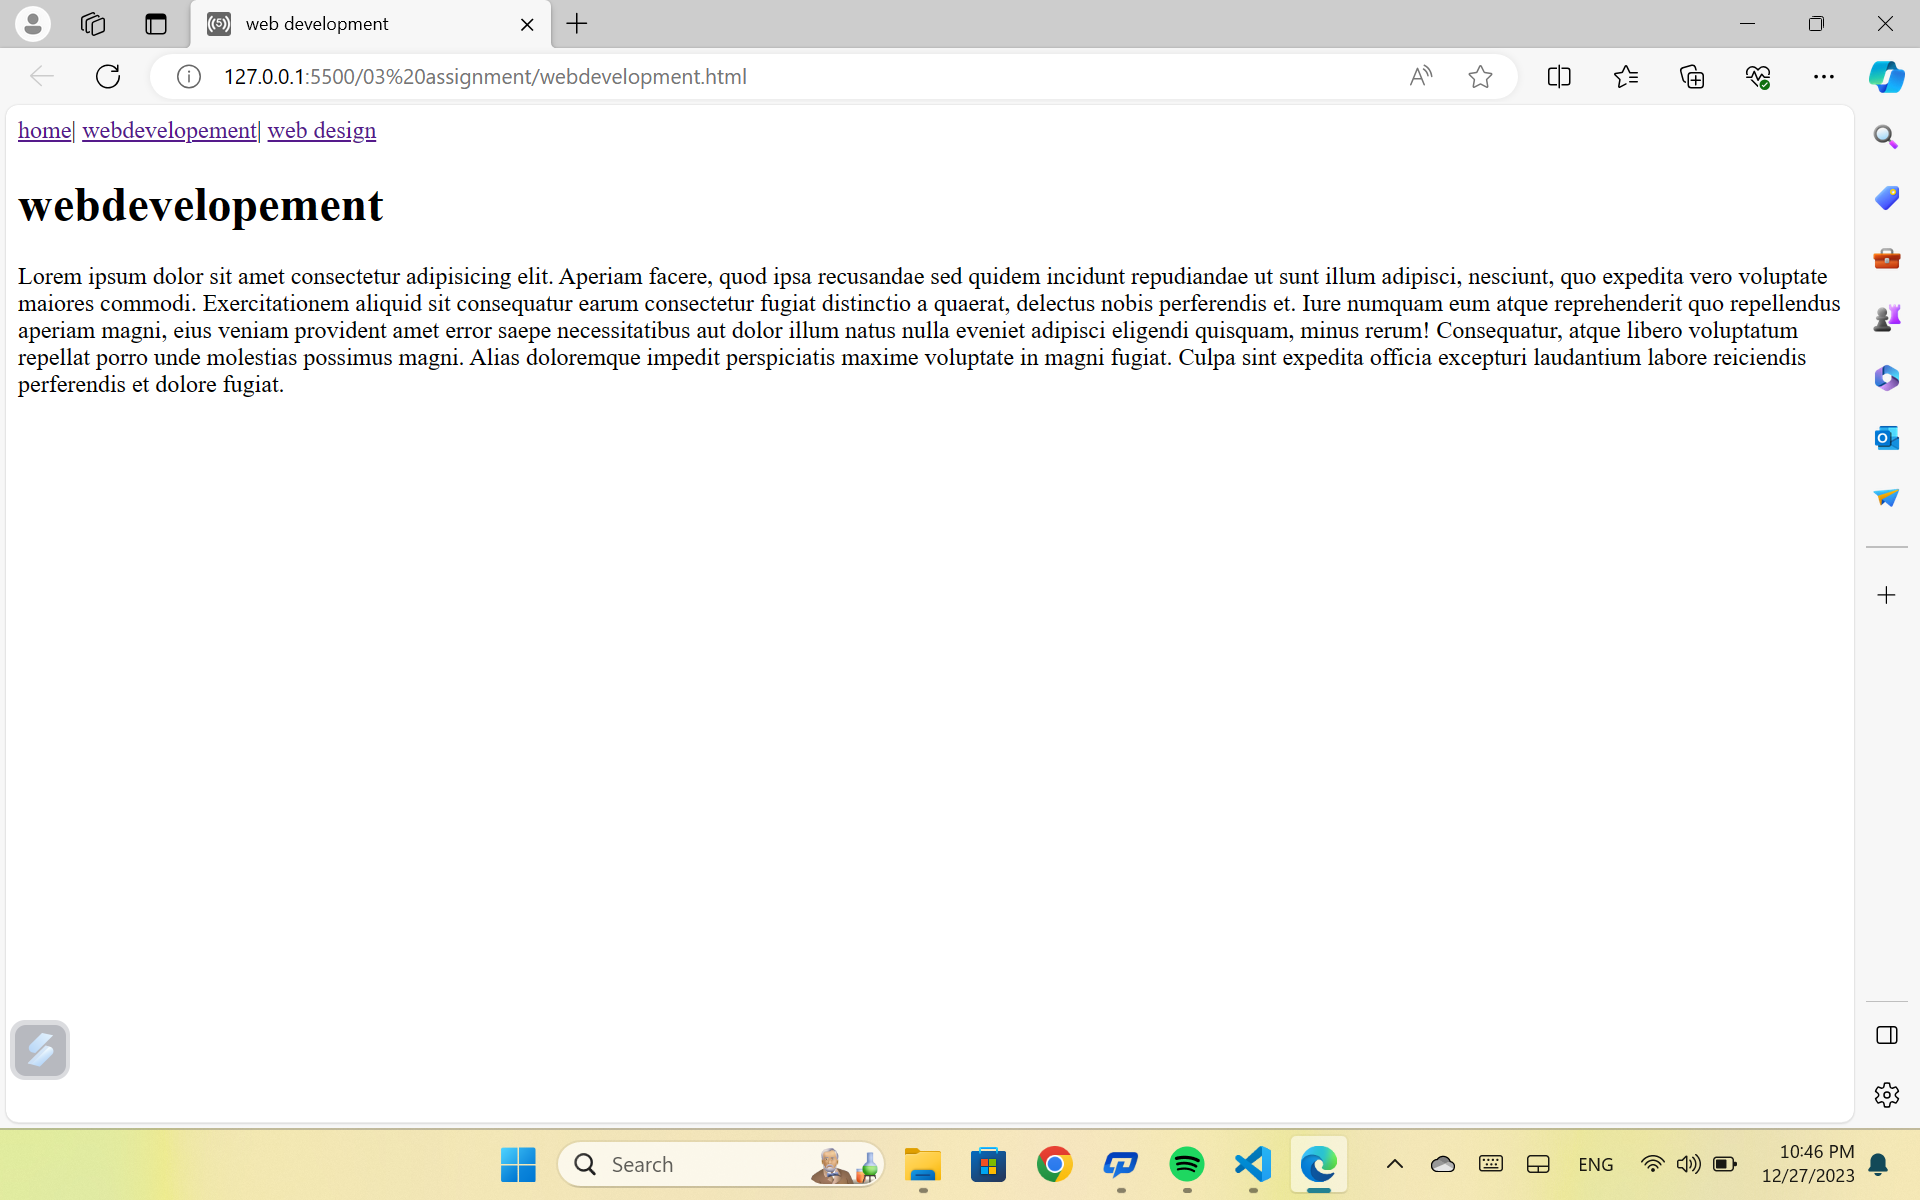 web development
127.0.0.1:5500/03%20assignment/webdevelopment.html
home| webdevelopement| web design
webdevelopement
Lorem ipsum dolor sit amet consectetur adipisicing elit. Aperiam facere, quod ipsa recusandae sed quidem incidunt repudiandae ut sunt illum adipisci, nesciunt, quo expedita vero voluptate
maiores commodi. Exercitationem aliquid sit consequatur earum consectetur fugiat distinctio a quaerat, delectus nobis perferendis et. Iure numquam eum atque reprehenderit quo repellendus
aperiam magni, eius veniam provident amet error saepe necessitatibus aut dolor illum natus nulla eveniet adipisci eligendi quisquam, minus rerum! Consequatur, atque libero voluptatum
repellat porro unde molestias possimus magni. Alias doloremque impedit perspiciatis maxime voluptate in magni fugiat. Culpa sint expedita officia excepturi laudantium labore reiciendis
perferendis et dolore fugiat.
Search
ENG
10:46 PM
12/27/2023